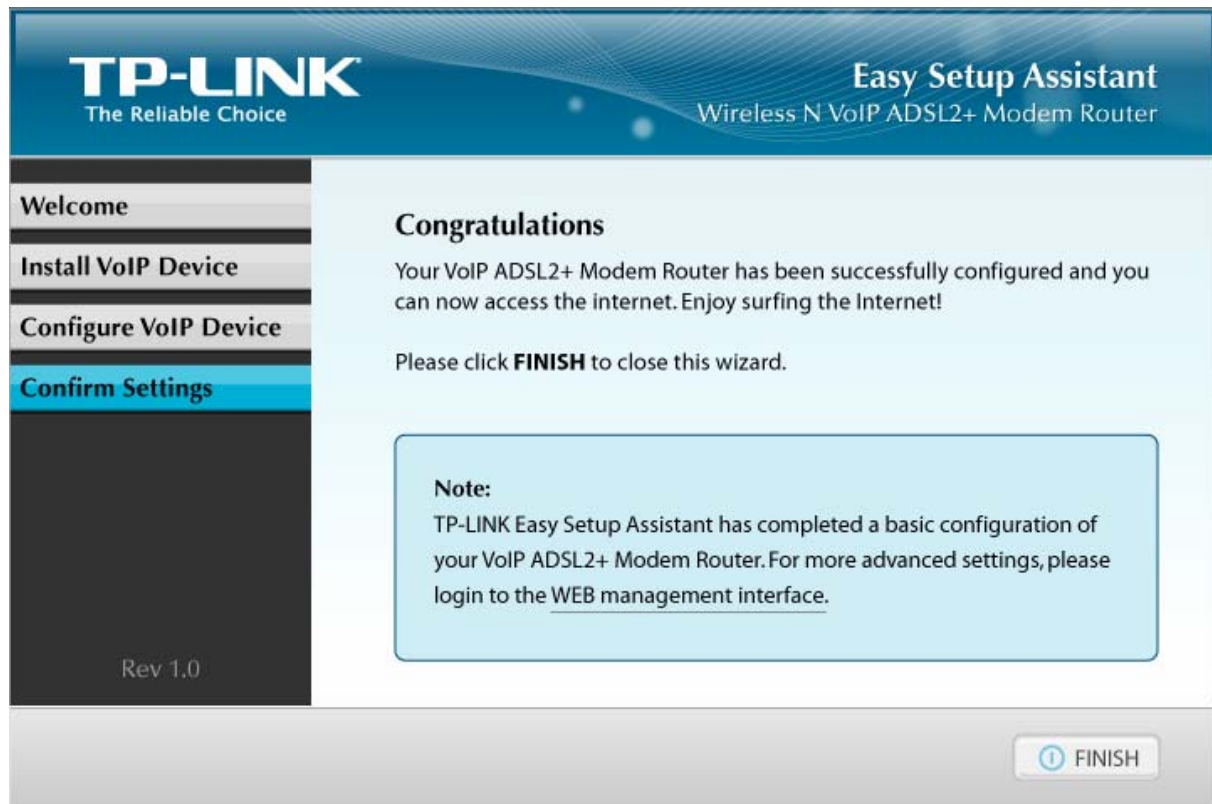 TP-LINK
The Reliable Choice
Easy Setup Assistant
Wireless N VoIP ADSL2+ Modem Router
Welcome
Install VoIP Device
Configure VoIP Device
Confirm Settings
Rev 1.0
Congratulations
Your VoIP ADSL2+ Modem Router has been successfully configured and you
can now access the internet. Enjoy surfing the Internet!
Please click FINISH to close this wizard.
Note:
TP-LINK Easy Setup Assistant has completed a basic configuration of
your VoIP ADSL2+ Modem Router. For more advanced settings, please
login to the WEB management interface.
FINISH